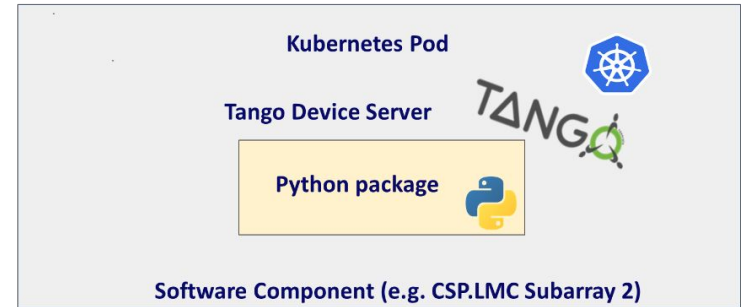 Kubernetes Pod
Tango Device Server
TANGO
Python package
Software Component (e.g. CSP.LMC Subarray 2)